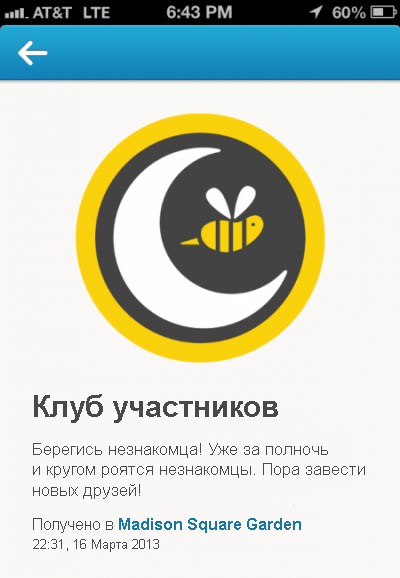 AT&T LTE 6:43 PM 60%
Клуб участников
Берегись незнакомца! Уже за полночь
и кругом роятся незнакомцы. Пора завести
новых друзей!
Получено в Madison Square Garden
22:31, 16 Марта 2013